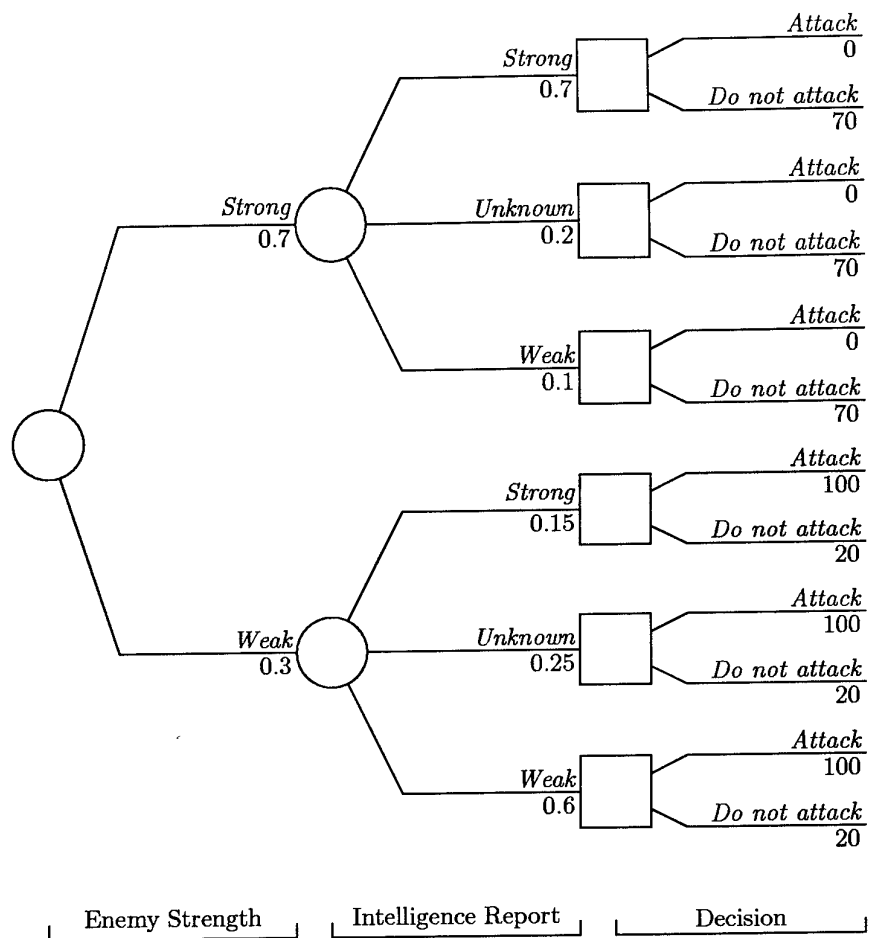 Attack
0
Strong
0.7
Do not attack
70
Attack
0
Strong
0.7
Unknown
0.2
Do not attack
70
Attack
0
Weak
0.1
Do not attack
70
Attack
100
Strong
0.15
Do not attack
20
Attack
100
Weak
0.3
Unknown
0.25
Do not attack
20
Attack
100
Weak
0.6
Do not attack
20
Enemy Strength Intelligence Report Decision